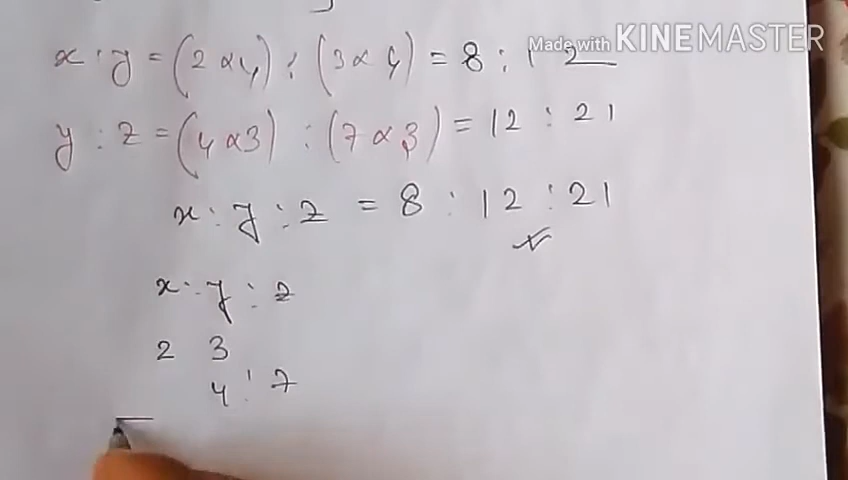 Made with KINEMASTER
x : y = (2 × 4) : (3 × 4) = 8 : 12
y : z = (4 × 3) : (7 × 3) = 12 : 21
x : y : z = 8 : 12 : 21
x : y : z
2 3
4 : 7